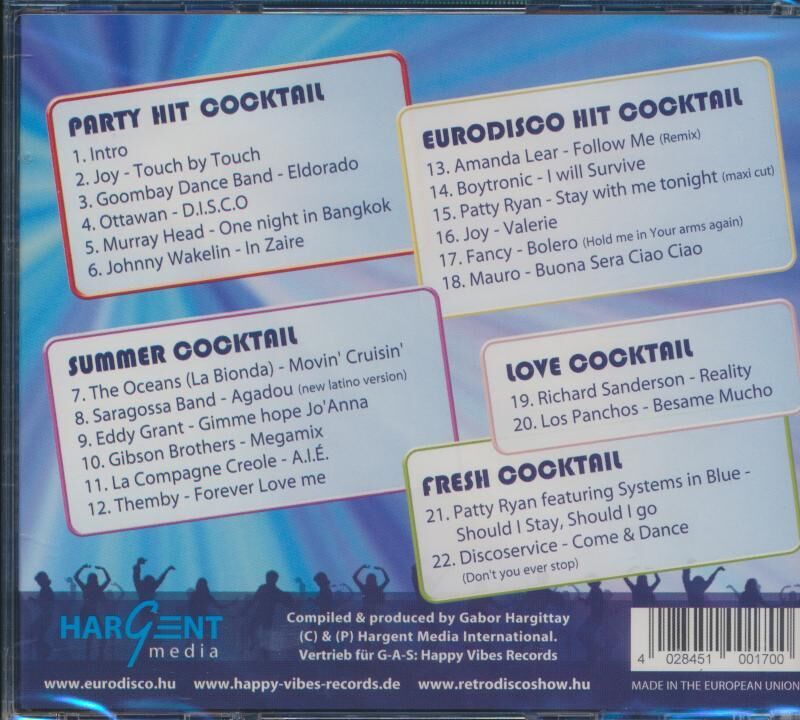 PARTY HIT COCKTAIL
1. Intro
2. Joy - Touch by Touch
3. Goombay Dance Band - Eldorado
4. Ottawan - D.I.S.C.O
5. Murray Head - One night in Bangkok
6. Johnny Wakelin - In Zaire
EURODISCO HIT COCKTAIL
13. Amanda Lear - Follow Me (Remix)
14. Boytronic - I will Survive
15. Patty Ryan - Stay with me tonight (maxi cut)
16. Joy - Valerie
17. Fancy - Bolero (Hold me in Your arms again)
18. Mauro - Buona Sera Ciao Ciao
SUMMER COCKTAIL
7. The Oceans (La Bionda) - Movin' Cruisin'
8. Saragossa Band - Agadou (new latino version)
9. Eddy Grant - Gimme hope Jo'Anna
10. Gibson Brothers - Megamix
11. La Compagne Creole - A.I.É.
12. Themby - Forever Love me
LOVE COCKTAIL
19. Richard Sanderson - Reality
20. Los Panchos - Besame Mucho
FRESH COCKTAIL
21. Patty Ryan featuring Systems in Blue -
Should I Stay, Should I go
22. Discoservice - Come & Dance
(Don't you ever stop)
HARGENT
media
Compiled & produced by Gabor Hargittay
(C) & (P) Hargent Media International.
Vertrieb für G-A-S: Happy Vibes Records
www.eurodisco.hu www.happy-vibes-records.de www.retrodiscoshow.hu
4 028451 001700
MADE IN THE EUROPEAN UNION